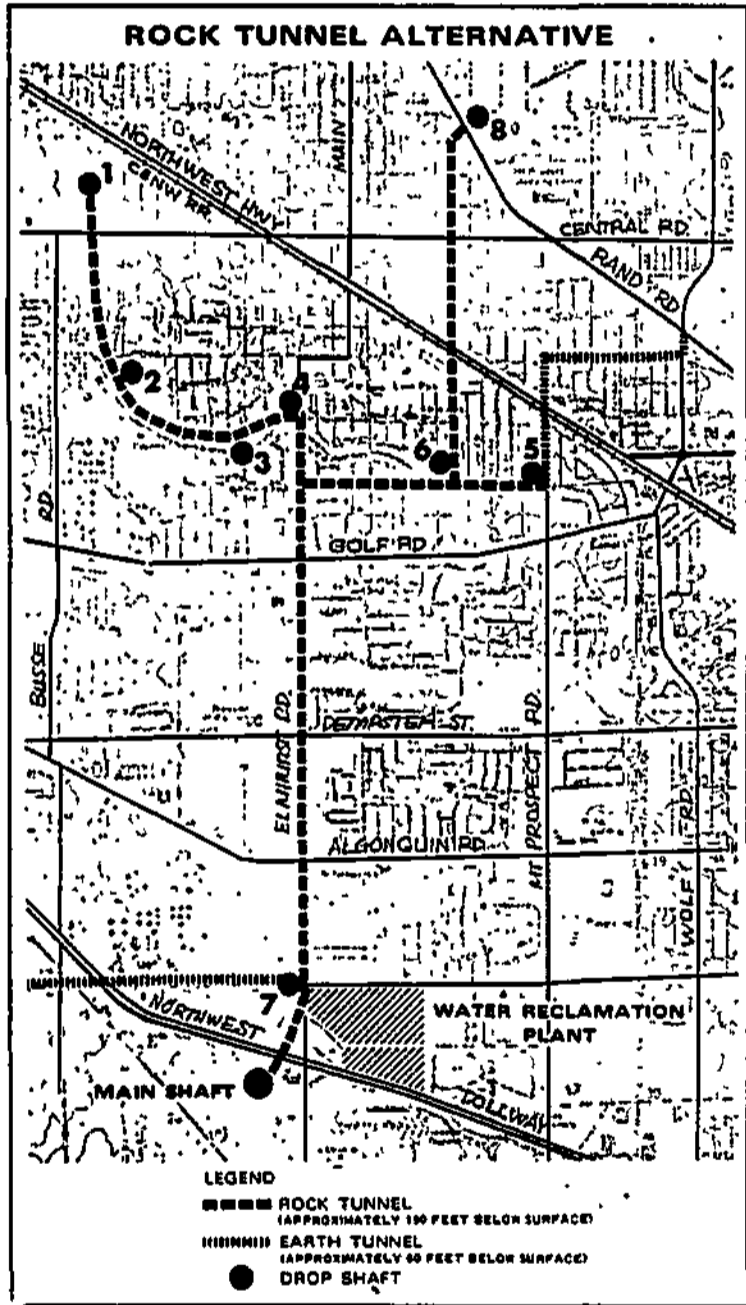 ROCK TUNNEL ALTERNATIVE
MAIN
8
NORTHWEST HWY
C&NW RR.
1
CENTRAL RD.
RAND RD
2
4
3
6
5
RD.
GOLF RD
BUSSE
ELMHURST RD.
DEMPSTER ST.
MT PROSPECT RD.
ALGONQUIN RD.
19
WOLF RD
7
NORTHWEST
WATER RECLAMATION
PLANT
MAIN SHAFT
TOLLWAY
LEGEND
ROCK TUNNEL
EARTH TUNNEL
DROP SHAFT